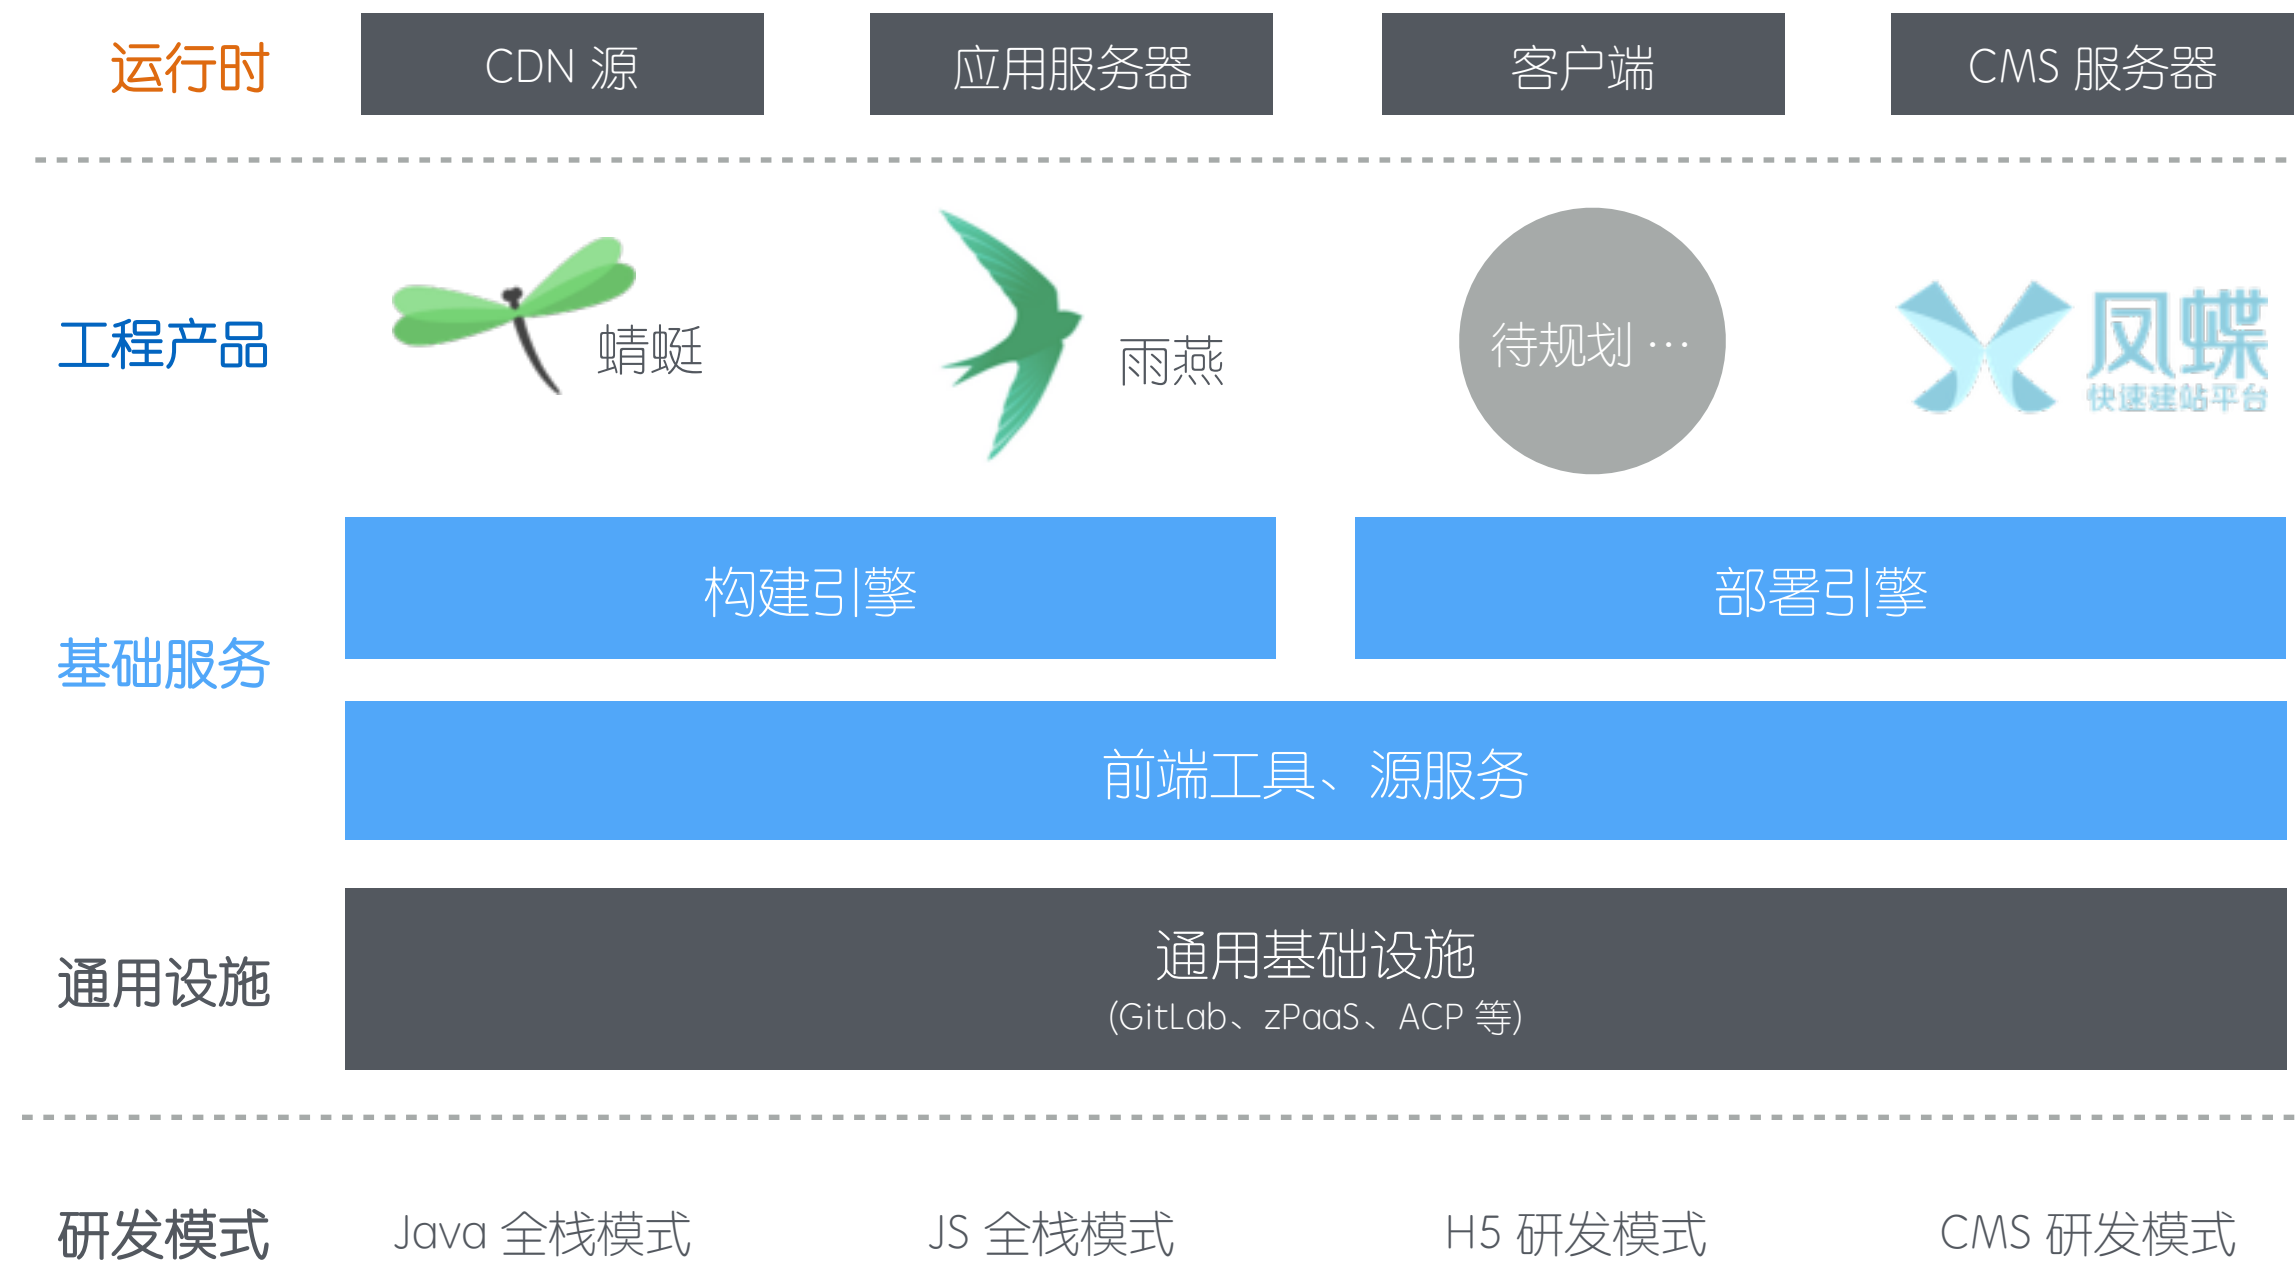 运行时
CDN 源
应用服务器
客户端
CMS 服务器
工程产品
蜻蜓
雨燕
待规划 …
凤蝶
快速建站平台
基础服务
构建引擎
部署引擎
前端工具、源服务
通用设施
通用基础设施
(GitLab、zPaaS、ACP 等)
研发模式
Java 全栈模式
JS 全栈模式
H5 研发模式
CMS 研发模式